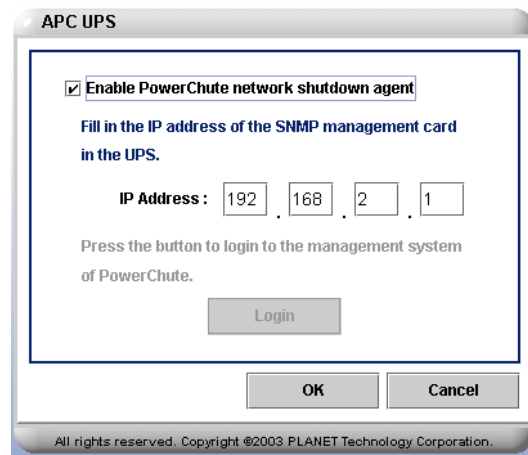 APC UPS
Enable PowerChute network shutdown agent
Fill in the IP address of the SNMP management card
in the UPS.
IP Address : 192 . 168 . 2 . 1
Press the button to login to the management system
of PowerChute.
Login
OK Cancel
All rights reserved. Copyright ©2003 PLANET Technology Corporation.